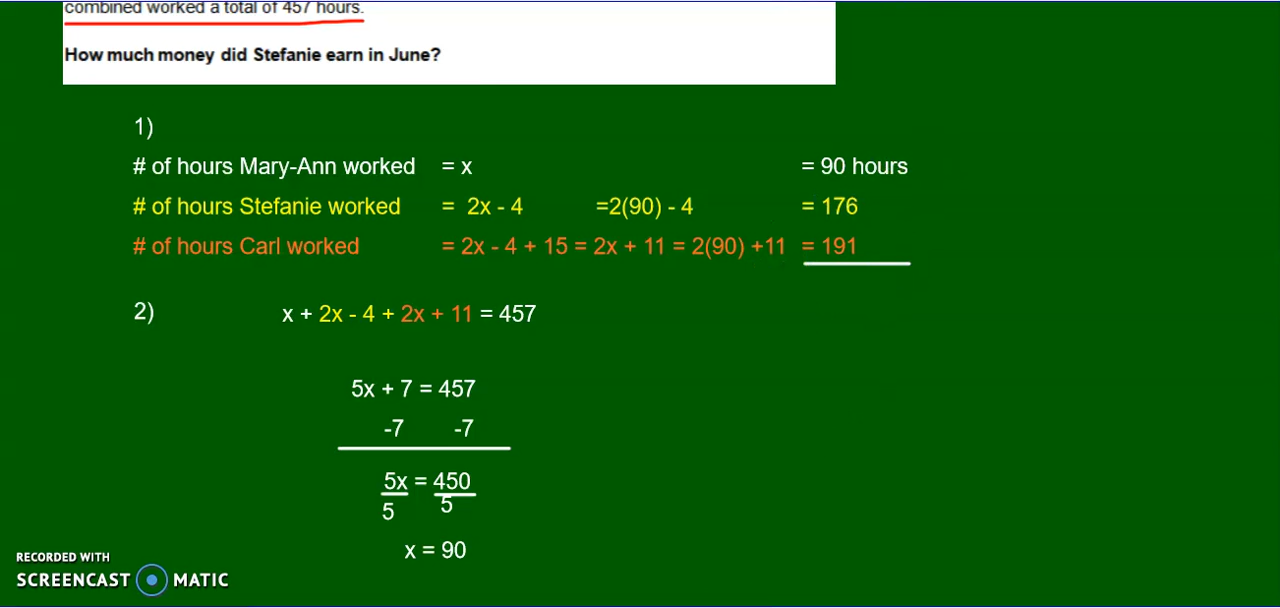 combined worked a total of 457 hours.
How much money did Stefanie earn in June?
1)
# of hours Mary-Ann worked = x = 90 hours
# of hours Stefanie worked = 2x - 4 =2(90) - 4 = 176
# of hours Carl worked = 2x - 4 + 15 = 2x + 11 = 2(90) +11 = 191
2) x + 2x - 4 + 2x + 11 = 457
5x + 7 = 457
-7 -7
5x = 450
5 5
x = 90
RECORDED WITH
SCREENCAST MATIC